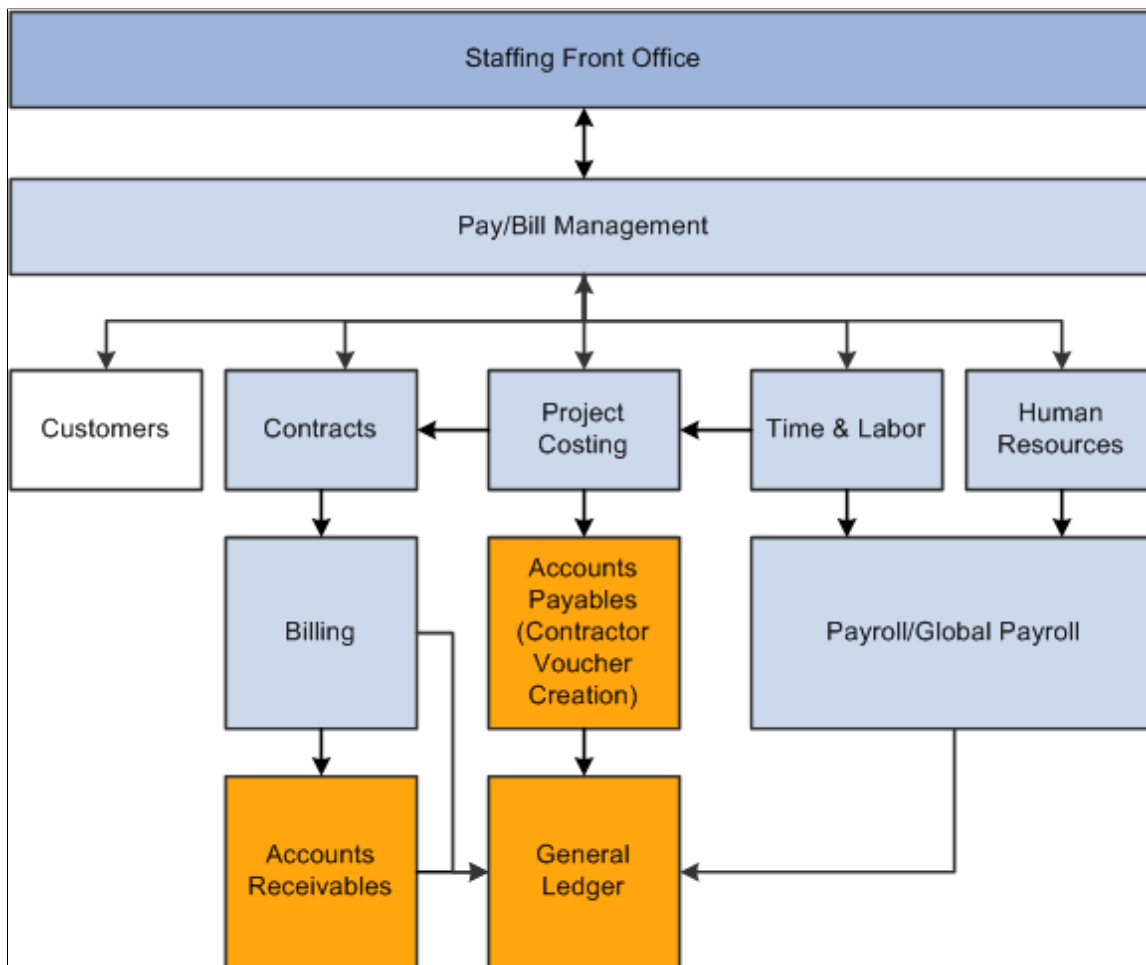 Staffing Front Office
Pay/Bill Management
Customers
Contracts
Project
Costing
Time & Labor
Human
Resources
Billing
Accounts
Payables
(Contractor
Voucher
Creation)
Payroll/Global Payroll
Accounts
Receivables
General
Ledger